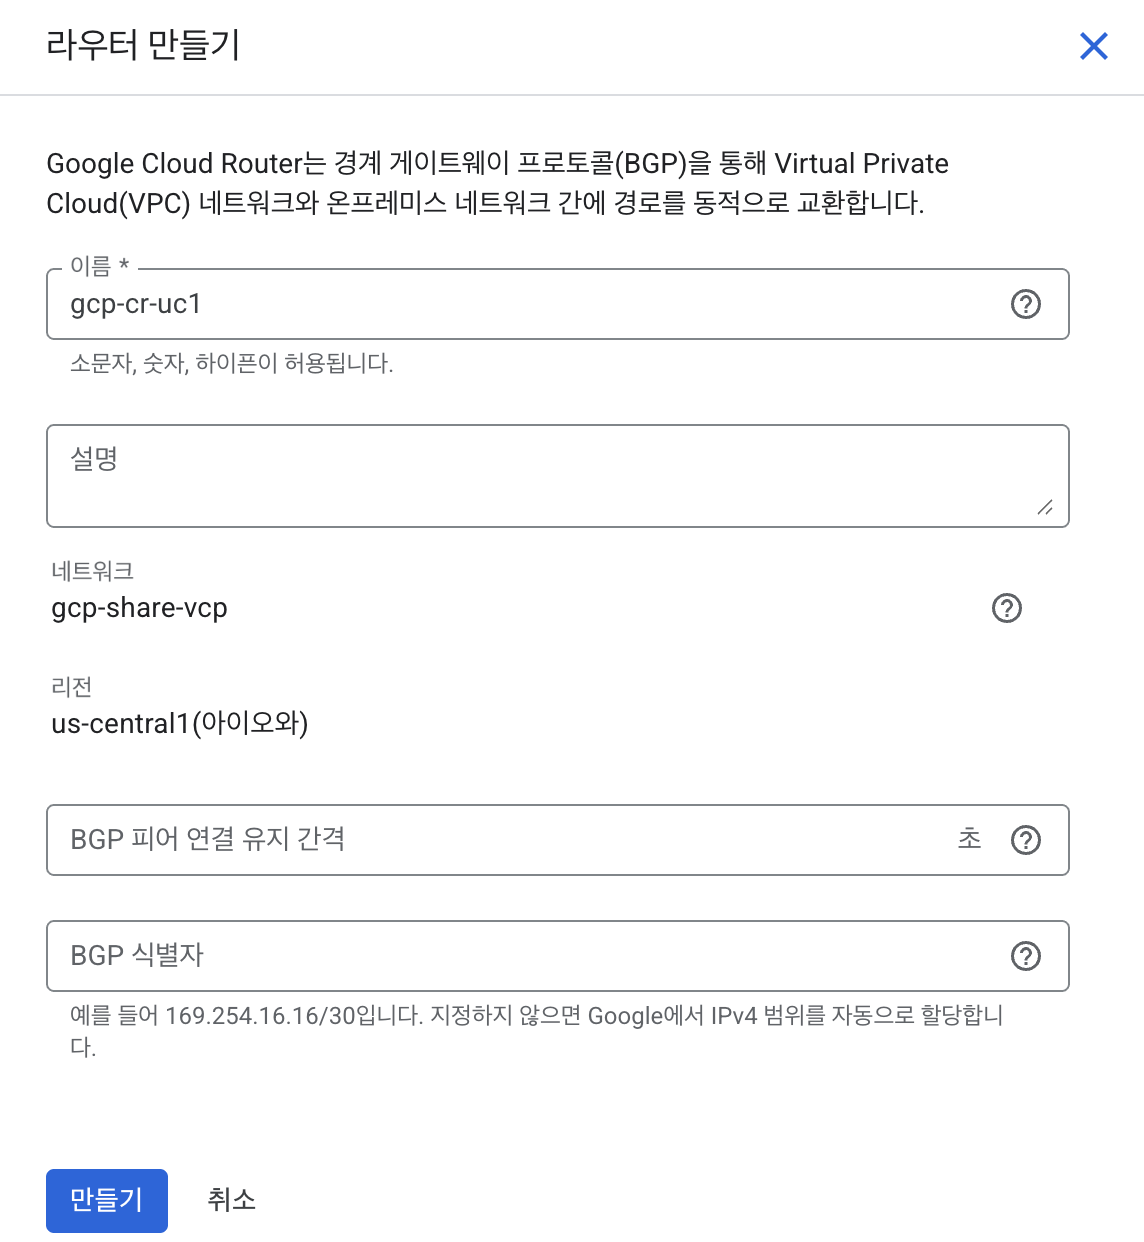 라우터 만들기
Google Cloud Router는 경계 게이트웨이 프로토콜(BGP)을 통해 Virtual Private
Cloud(VPC) 네트워크와 온프레미스 네트워크 간에 경로를 동적으로 교환합니다.
이름 *
gcp-cr-uc1
소문자, 숫자, 하이픈이 허용됩니다.
설명
네트워크
gcp-share-vcp
리전
us-central1(아이오와)
BGP 피어 연결 유지 간격 초
BGP 식별자
예를 들어 169.254.16.16/30입니다. 지정하지 않으면 Google에서 IPv4 범위를 자동으로 할당합니
다.
만들기 취소